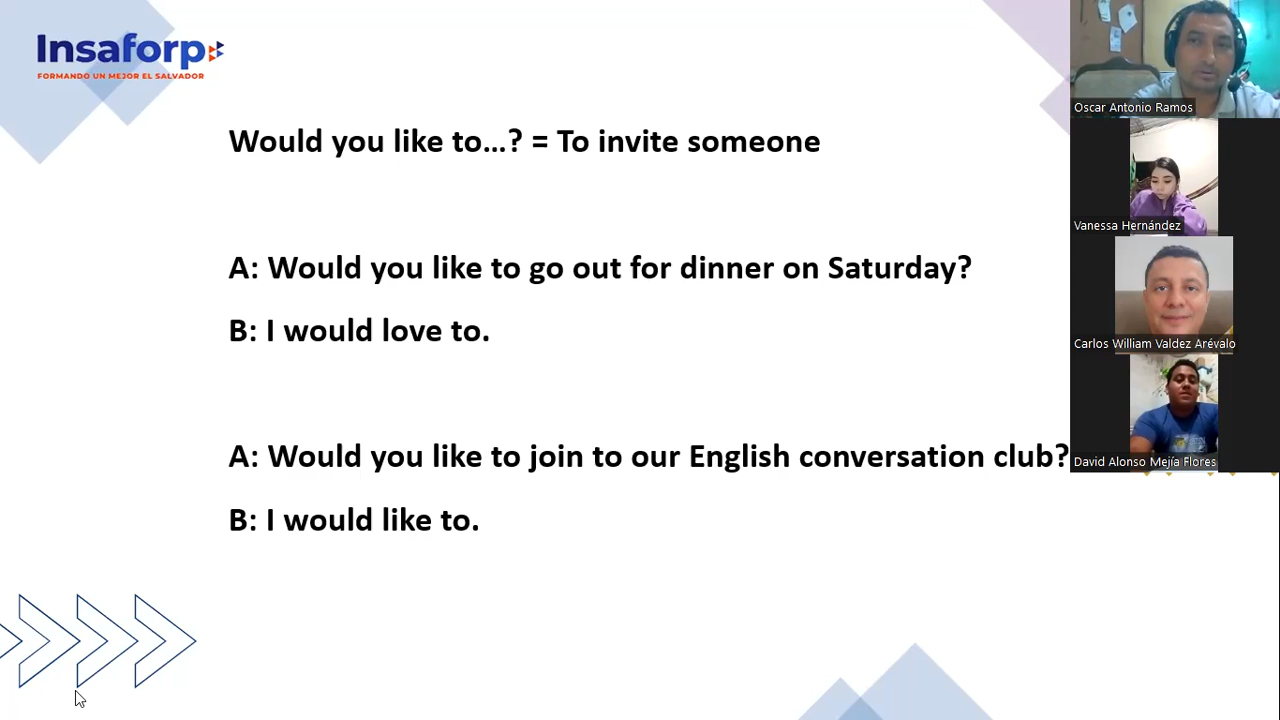 Insaforp
FORMANDO UN MEJOR EL SALVADOR
Would you like to…? = To invite someone
A: Would you like to go out for dinner on Saturday?
B: I would love to.
A: Would you like to join to our English conversation club?
B: I would like to.
Oscar Antonio Ramos
Vanessa Hernández
Carlos William Valdez Arévalo
David Alonso Mejía Flores